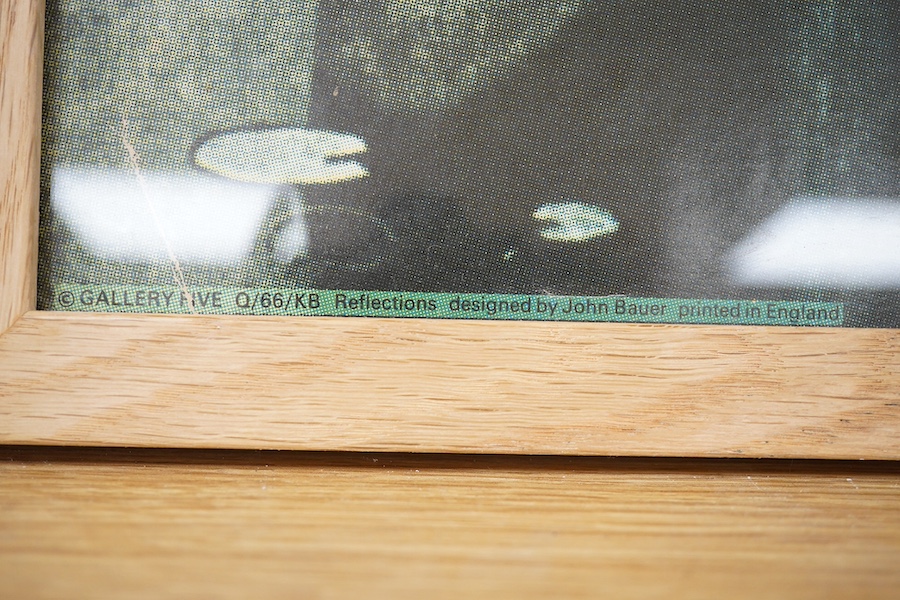 © GALLERY FIVE Q/66/KB Reflections designed by John Bauer printed in England